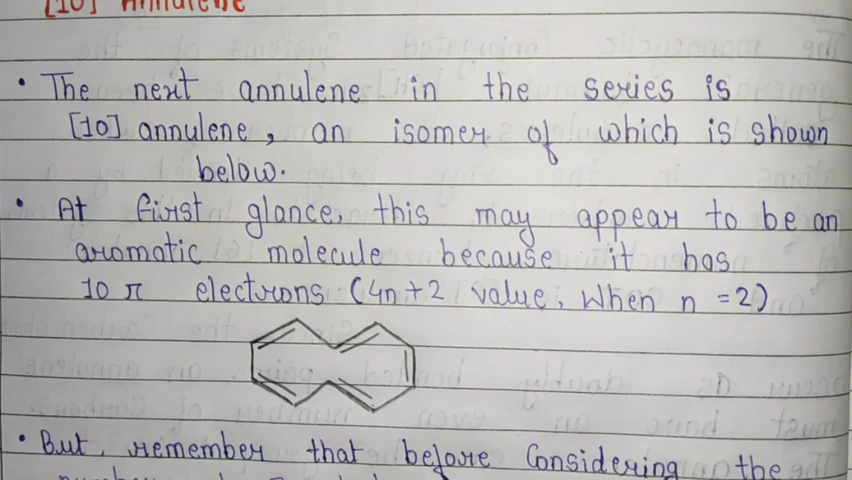 [10] Annulene
• The next annulene in the series is
[10] annulene, an isomer of which is shown
below.
• At first glance, this may appear to be an
aromatic molecule because it has
10 π electrons (4n+2 value, when n = 2)
• But, remember that before Considering the